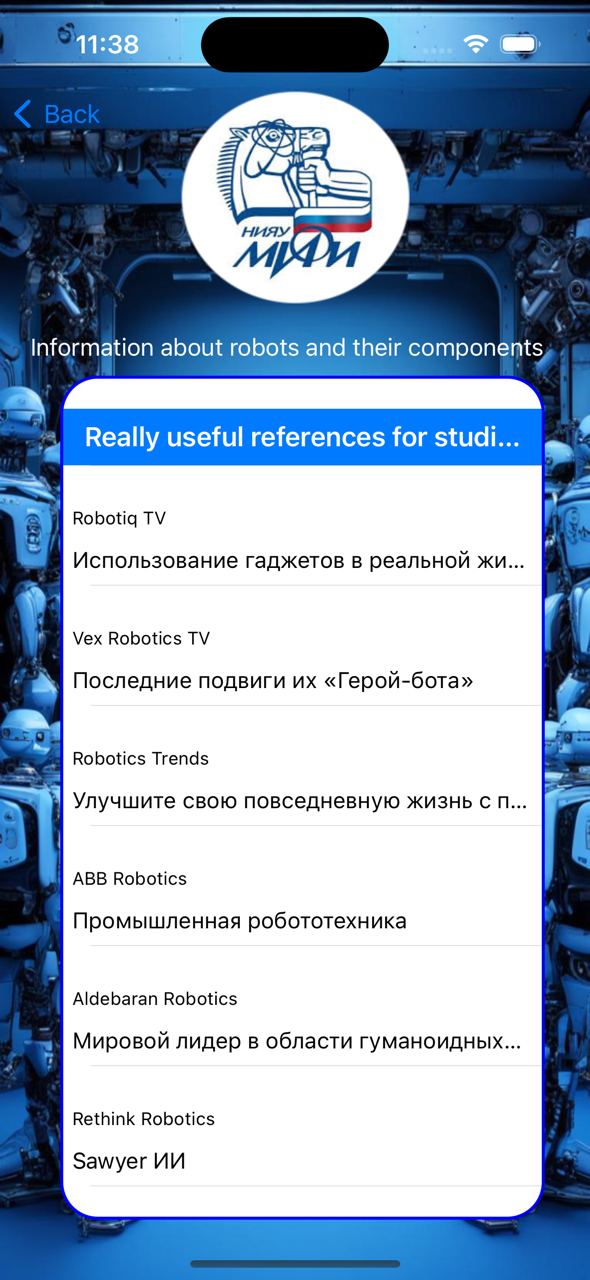 11:38
Back
НИЯУ
МИФИ
Information about robots and their components
Really useful references for studi...
Robotiq TV
Использование гаджетов в реальной жи...
Vex Robotics TV
Последние подвиги их «Герой-бота»
Robotics Trends
Улучшите свою повседневную жизнь с п...
ABB Robotics
Промышленная робототехника
Aldebaran Robotics
Мировой лидер в области гуманоидных...
Rethink Robotics
Sawyer ИИ